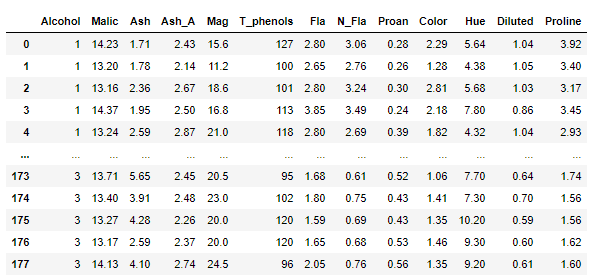 Alcohol Malic Ash Ash_A Mag T_phenols Fla N_Fla Proan Color Hue Diluted Proline
0 1 14.23 1.71 2.43 15.6 127 2.80 3.06 0.28 2.29 5.64 1.04 3.92
1 1 13.20 1.78 2.14 11.2 100 2.65 2.76 0.26 1.28 4.38 1.05 3.40
2 1 13.16 2.36 2.67 18.6 101 2.80 3.24 0.30 2.81 5.68 1.03 3.17
3 1 14.37 1.95 2.50 16.8 113 3.85 3.49 0.24 2.18 7.80 0.86 3.45
4 1 13.24 2.59 2.87 21.0 118 2.80 2.69 0.39 1.82 4.32 1.04 2.93
... ... ... ... ... ... ... ... ... ... ... ... ... ...
173 3 13.71 5.65 2.45 20.5 95 1.68 0.61 0.52 1.06 7.70 0.64 1.74
174 3 13.40 3.91 2.48 23.0 102 1.80 0.75 0.43 1.41 7.30 0.70 1.56
175 3 13.27 4.28 2.26 20.0 120 1.59 0.69 0.43 1.35 10.20 0.59 1.56
176 3 13.17 2.59 2.37 20.0 120 1.65 0.68 0.53 1.46 9.30 0.60 1.62
177 3 14.13 4.10 2.74 24.5 96 2.05 0.76 0.56 1.35 9.20 0.61 1.60